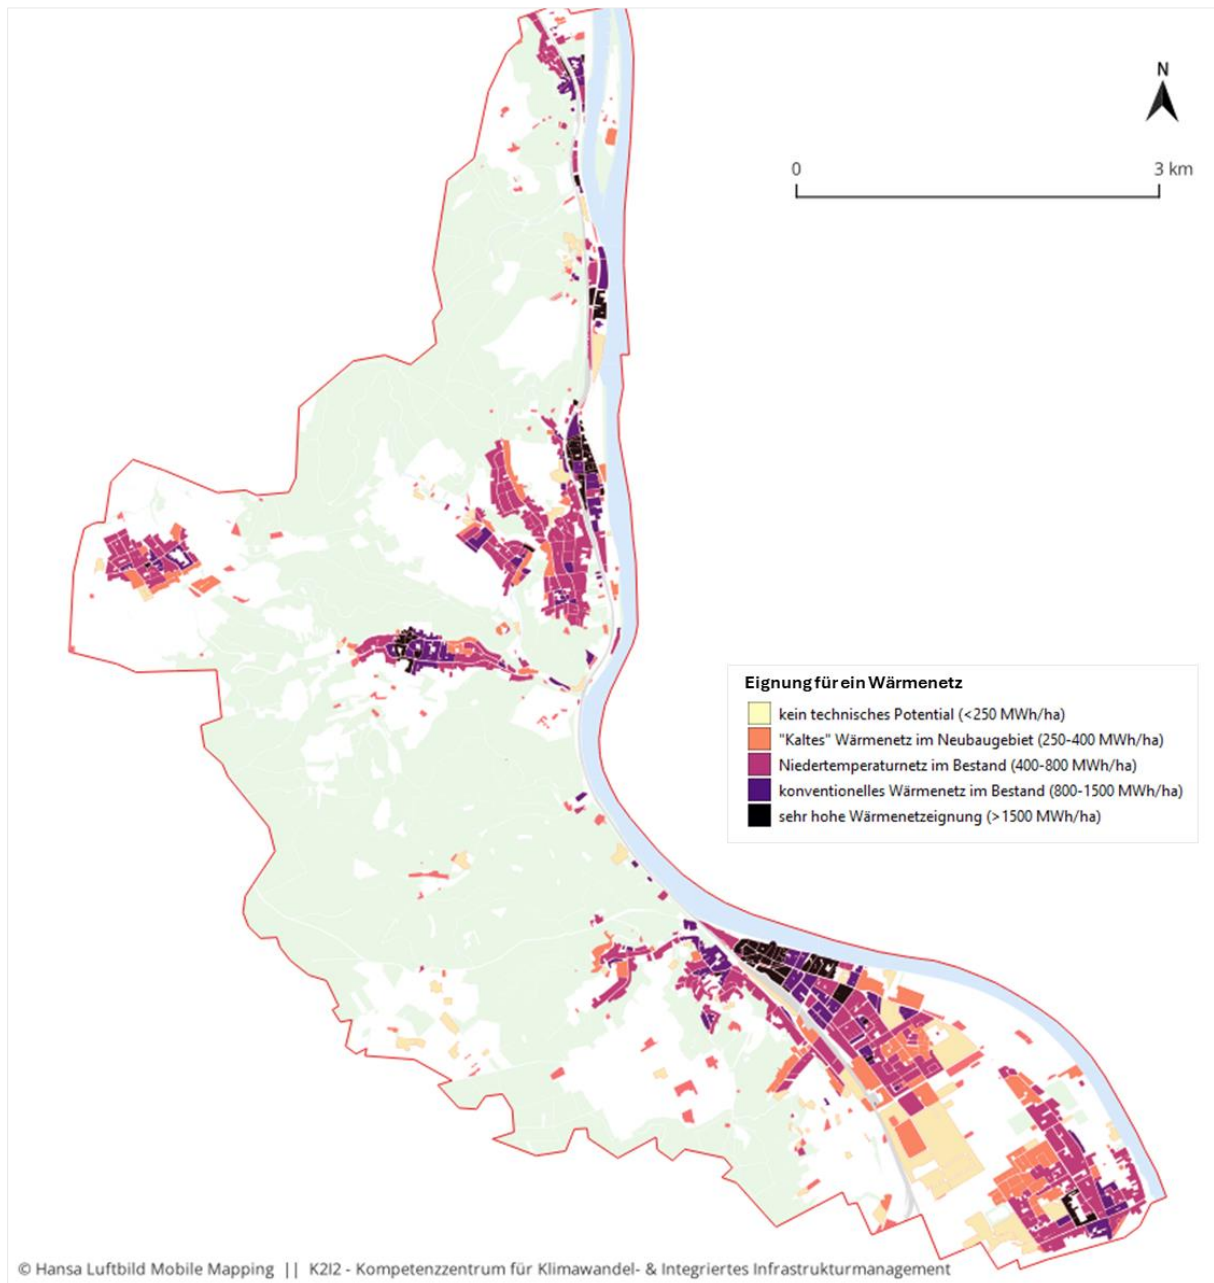 N
0 3 km
Eignung für ein Wärmenetz
kein technisches Potential (<250 MWh/ha)
"Kaltes" Wärmenetz im Neubaugebiet (250-400 MWh/ha)
Niedertemperaturnetz im Bestand (400-800 MWh/ha)
konventionelles Wärmenetz im Bestand (800-1500 MWh/ha)
sehr hohe Wärmenetzeignung (>1500 MWh/ha)
© Hansa Luftbild Mobile Mapping || K2I2 - Kompetenzzentrum für Klimawandel- & Integriertes Infrastrukturmanagement